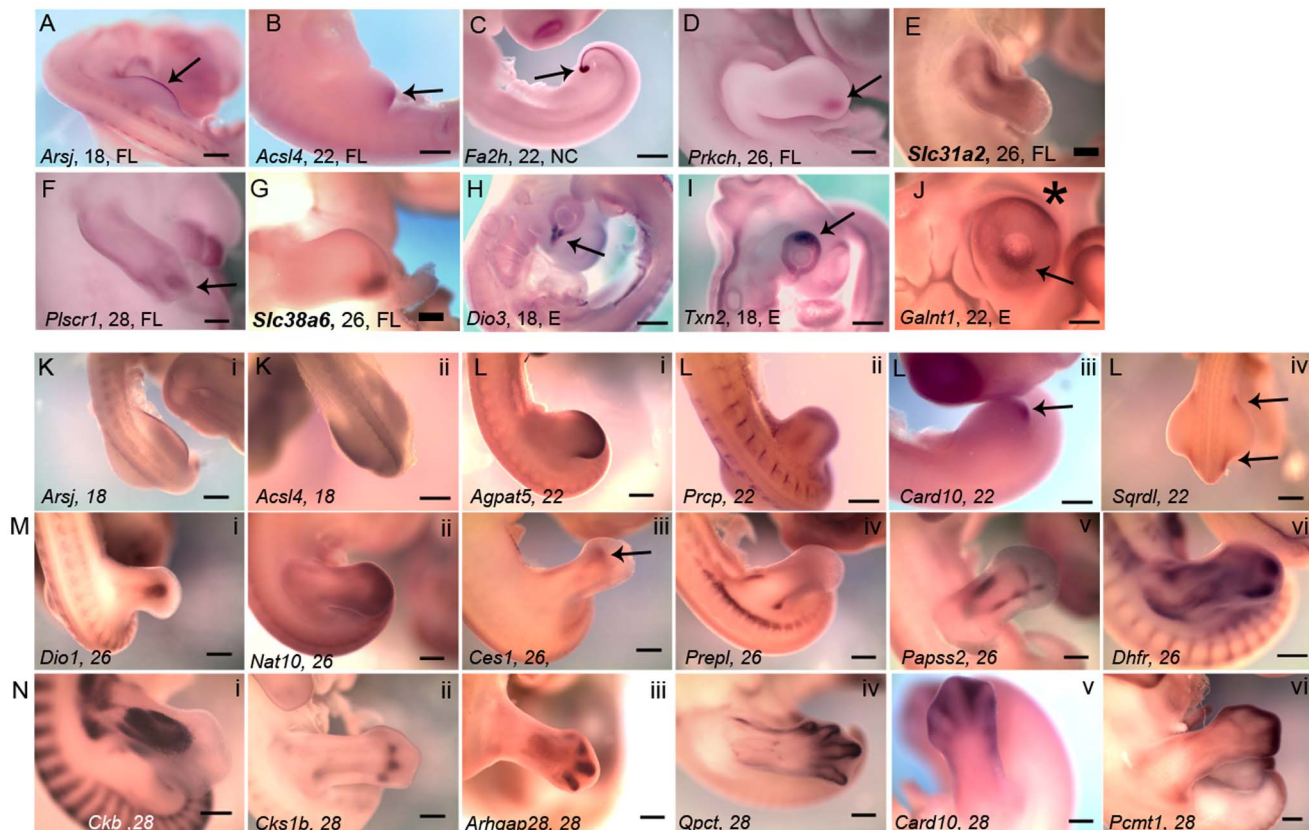 A B C D E
Arsj, 18, FL Acsl4, 22, FL Fa2h, 22, NC Prkch, 26, FL Slc31a2, 26, FL
F G H I J *
Plscr1, 28, FL Slc38a6, 26, FL Dio3, 18, E Txn2, 18, E Galnt1, 22, E
K i K ii L i L ii L iii L iv
Arsj, 18 Acsl4, 18 Agpat5, 22 Prcp, 22 Card10, 22 Sqrdl, 22
M i ii iii iv v vi
Dio1, 26 Nat10, 26 Ces1, 26, Prepl, 26 Papss2, 26 Dhfr, 26
N i ii iii iv v vi
Ckb ,28 Cks1b, 28 Arhgap28, 28 Qpct, 28 Card10, 28 Pcmt1, 28